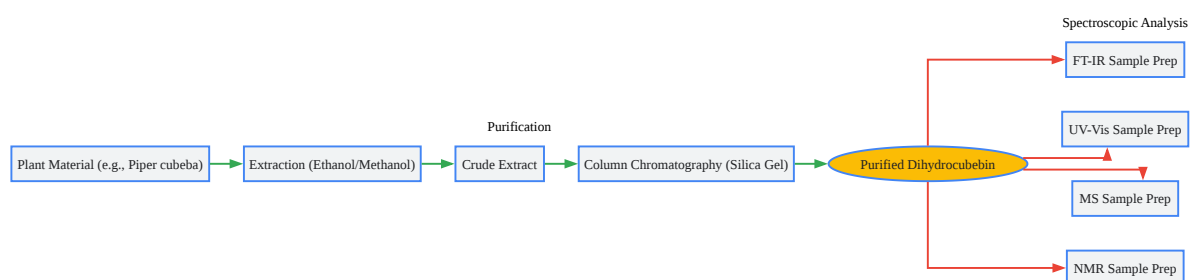 Spectroscopic Analysis
FT-IR Sample Prep
UV-Vis Sample Prep
Purification
Plant Material (e.g., Piper cubeba)
Extraction (Ethanol/Methanol)
Crude Extract
Column Chromatography (Silica Gel)
Purified Dihydrocubebin
MS Sample Prep
NMR Sample Prep